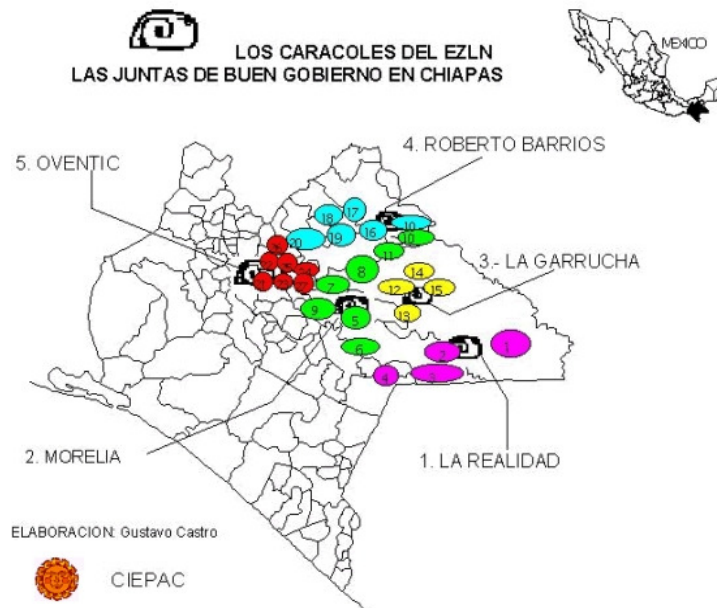 LOS CARACOLES DEL EZLN
LAS JUNTAS DE BUEN GOBIERNO EN CHIAPAS
MEXICO
4. ROBERTO BARRIOS
5. OVENTIC
17
18
10
16
20
19
10
11
3.- LA GARRUCHA
8
14
7
12
15
9
5
13
6
2
1
4
3
2. MORELIA
1. LA REALIDAD
ELABORACION: Gustavo Castro
CIEPAC